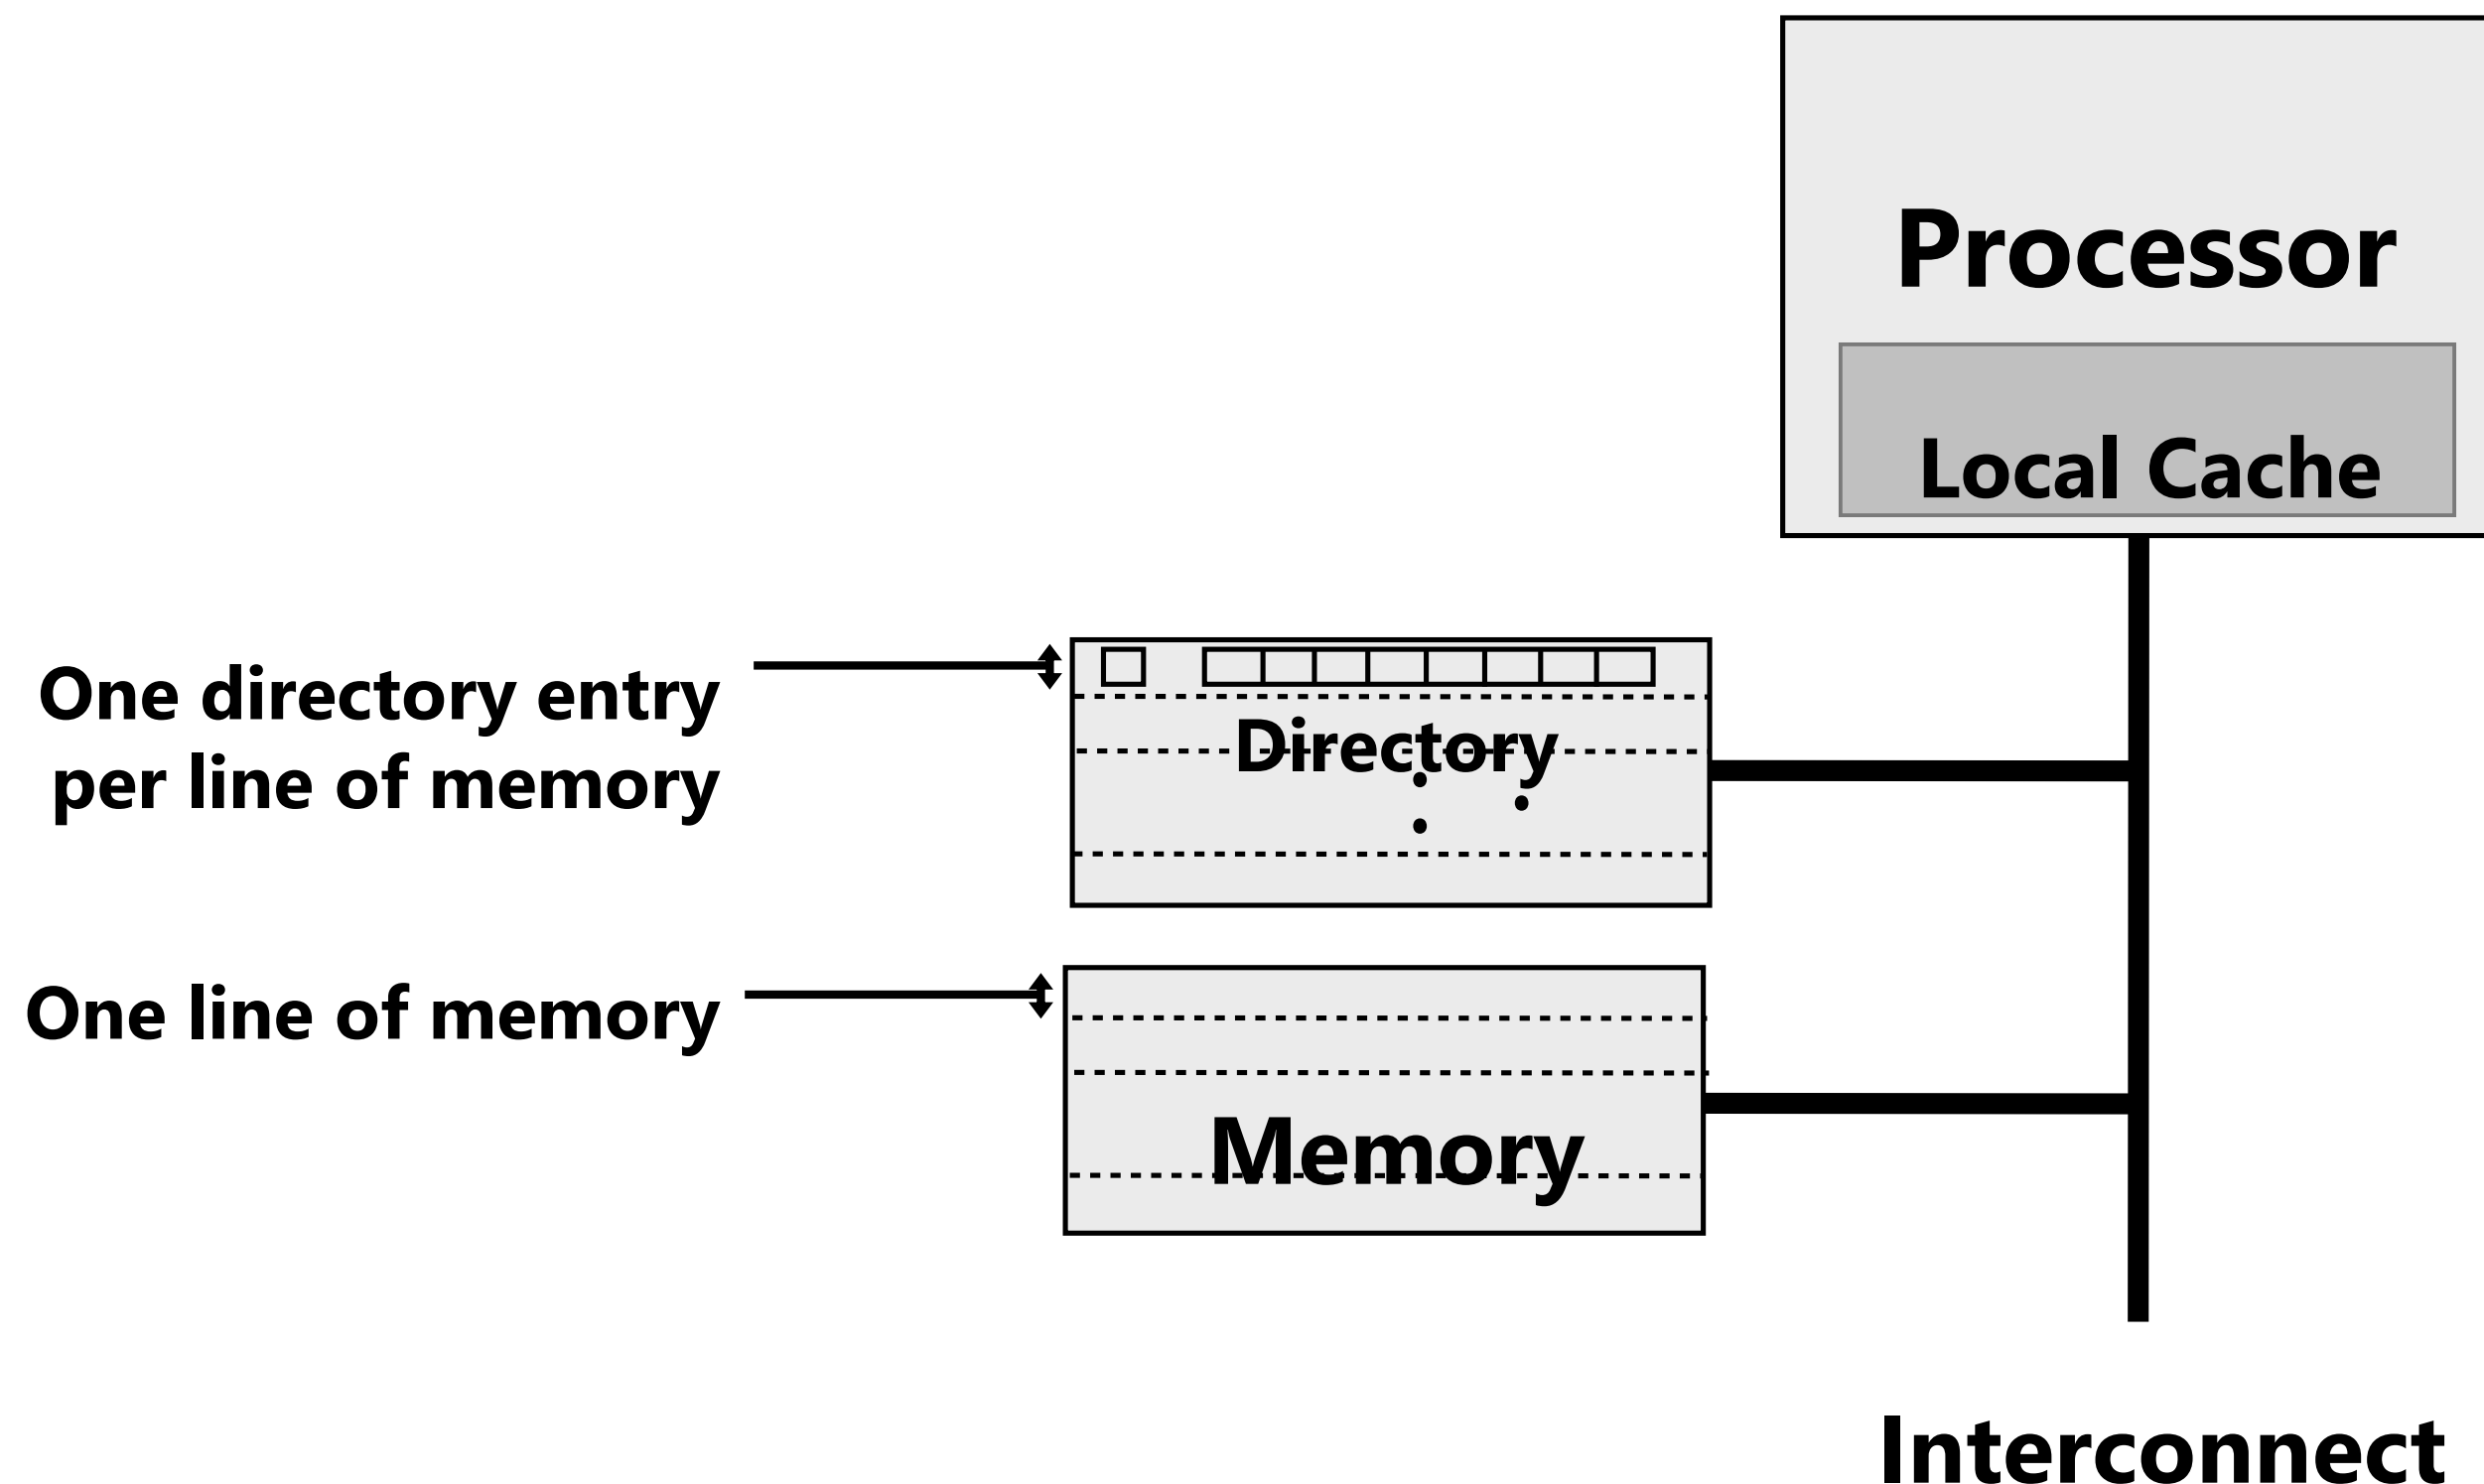 Processor
Local Cache
One directory entry
per line of memory
Directory
One line of memory
Memory
Interconnect